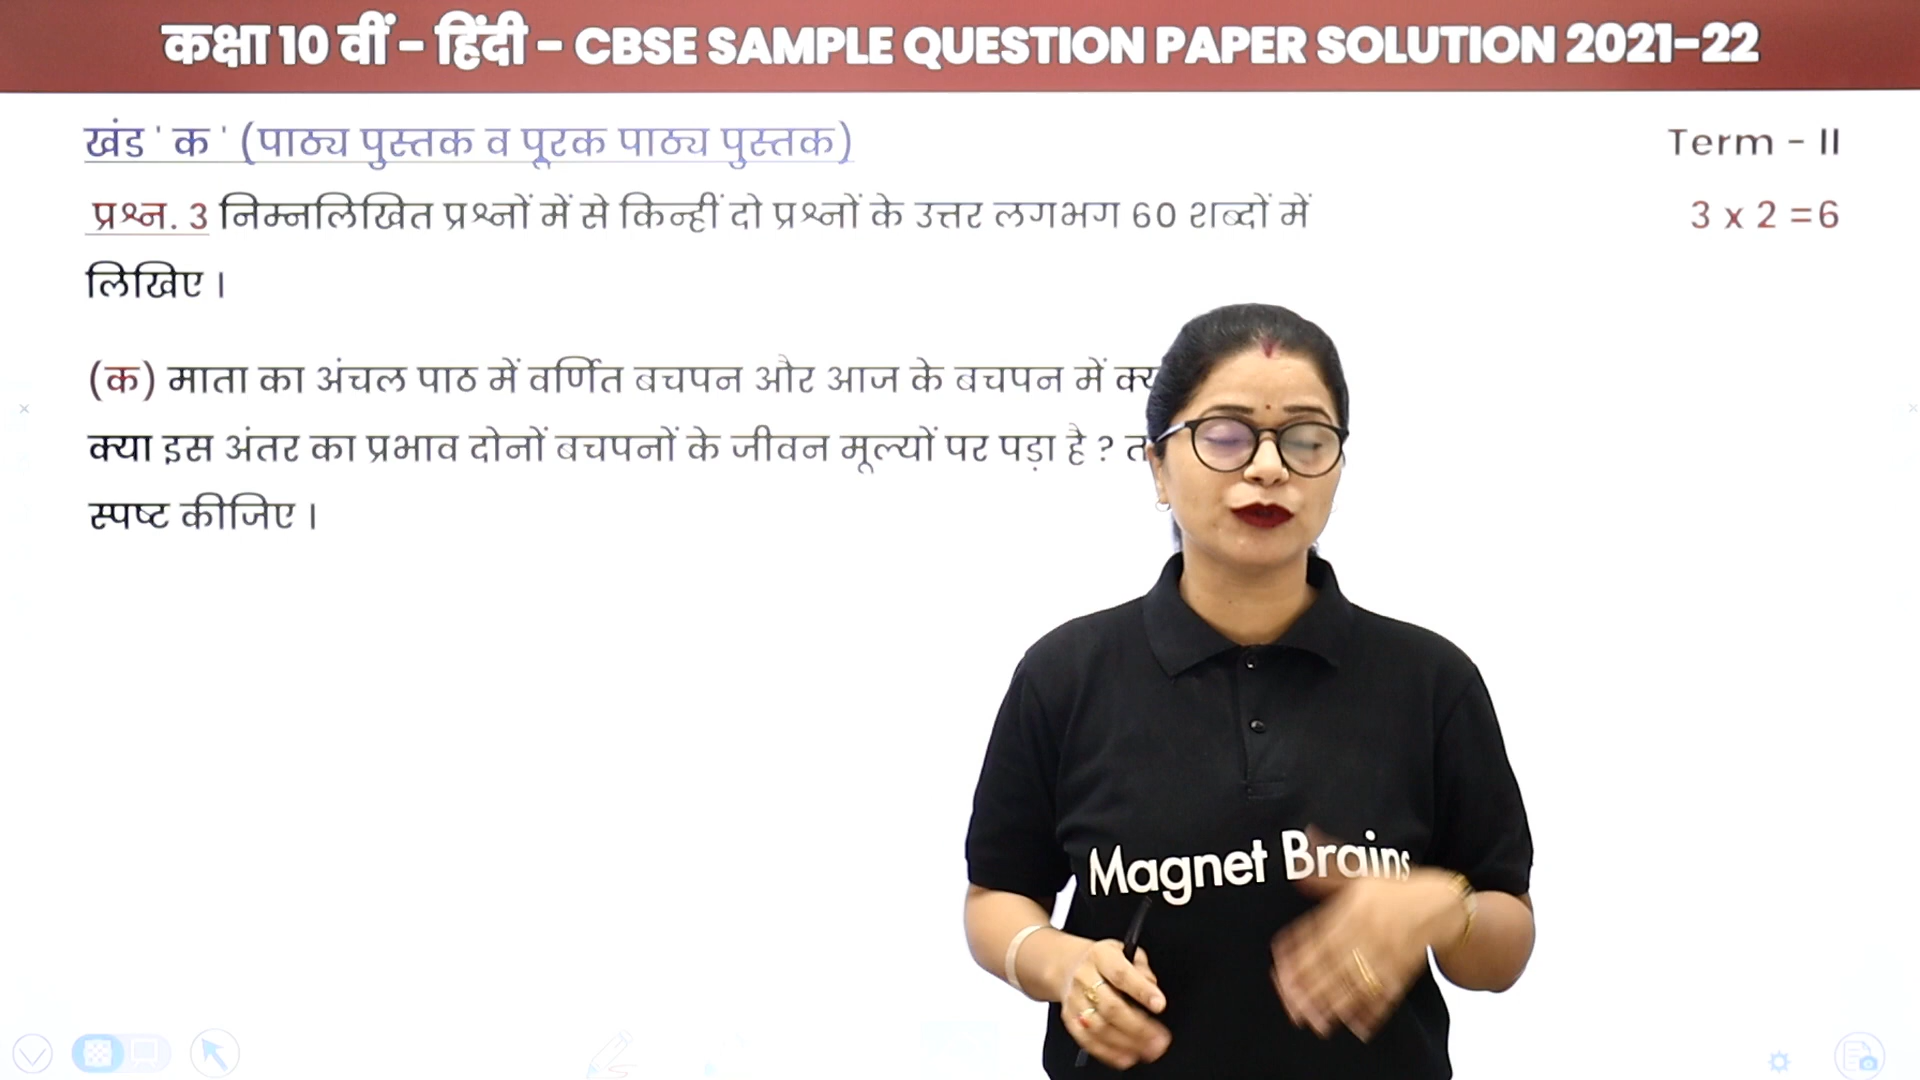 कक्षा 10 वीं - हिंदी - CBSE SAMPLE QUESTION PAPER SOLUTION 2021-22
खंड ' क ' (पाठ्य पुस्तक व पूरक पाठ्य पुस्तक)
Term - II
प्रश्न. 3 निम्नलिखित प्रश्नों में से किन्हीं दो प्रश्नों के उत्तर लगभग 60 शब्दों में
3 x 2 =6
लिखिए ।
(क) माता का अंचल पाठ में वर्णित बचपन और आज के बचपन में
क्या इस अंतर का प्रभाव दोनों बचपनों के जीवन मूल्यों पर पड़ा है ?
स्पष्ट कीजिए ।
Magnet Brains